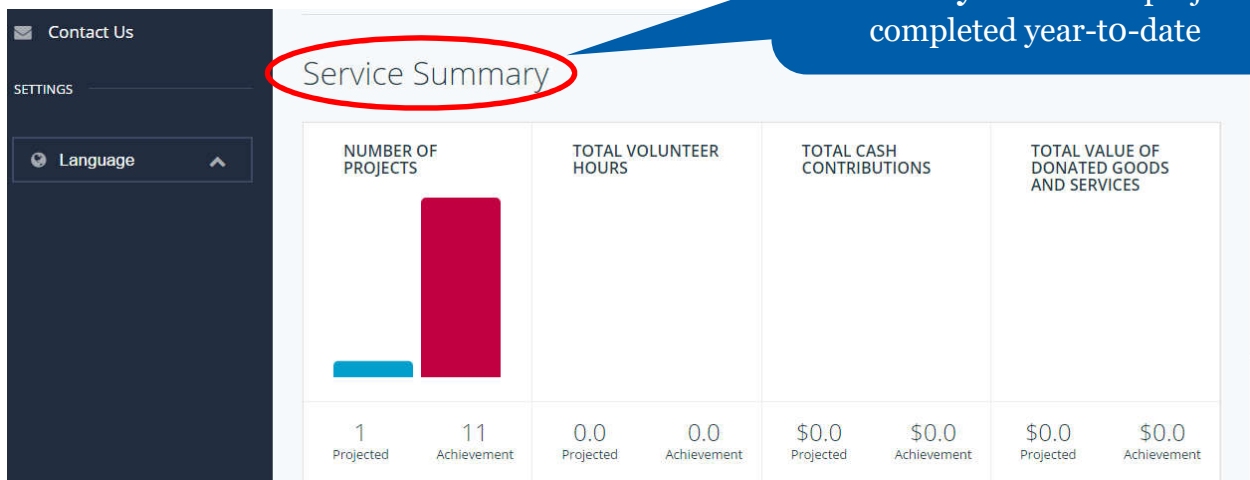 completed year-to-date
Contact Us
SETTINGS
Language
Service Summary
NUMBER OF
PROJECTS
TOTAL VOLUNTEER
HOURS
TOTAL CASH
CONTRIBUTIONS
TOTAL VALUE OF
DONATED GOODS
AND SERVICES
1 11 0.0 0.0 $0.0 $0.0 $0.0 $0.0
Projected Achievement Projected Achievement Projected Achievement Projected Achievement